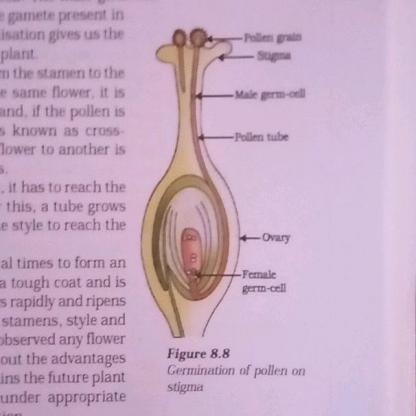 e gamete present in
isation gives us the
plant.
m the stamen to the
e same flower, it is
and, if the pollen is
s known as cross-
flower to another is
s.
, it has to reach the
r this, a tube grows
e style to reach the
al times to form an
a tough coat and is
s rapidly and ripens
stamens, style and
observed any flower
out the advantages
ins the future plant
under appropriate
Pollen grain
Stigma
Male germ-cell
Pollen tube
Ovary
Female
germ-cell
Figure 8.8
Germination of pollen on
stigma